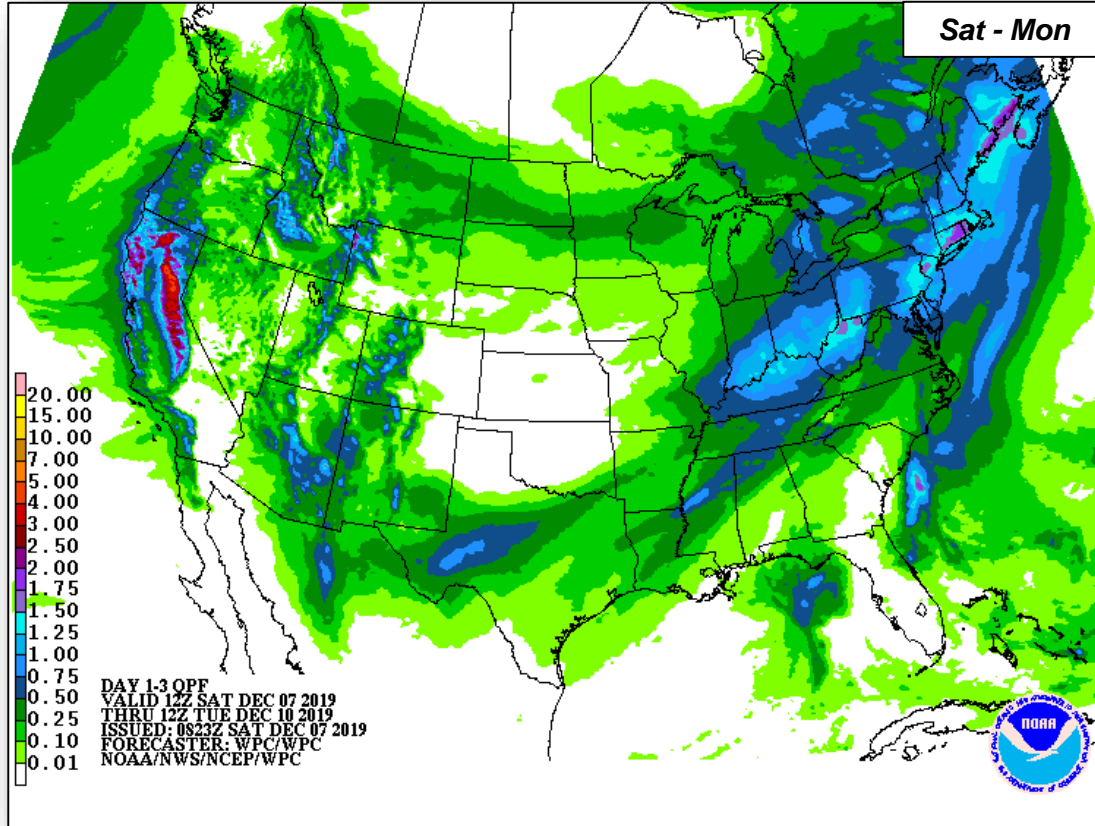 Sat - Mon
20.00
15.00
10.00
7.00
5.00
4.00
3.00
2.50
2.00
1.75
1.50
1.25
1.00
0.75
0.50
0.25
0.10
0.01
DAY 1-3 QPF
VALID 12Z SAT DEC 07 2019
THRU 12Z TUE DEC 10 2019
ISSUED: 0823Z SAT DEC 07 2019
FORECASTER: WPC/WPC
NOAA/NWS/NCEP/WPC
NOAA